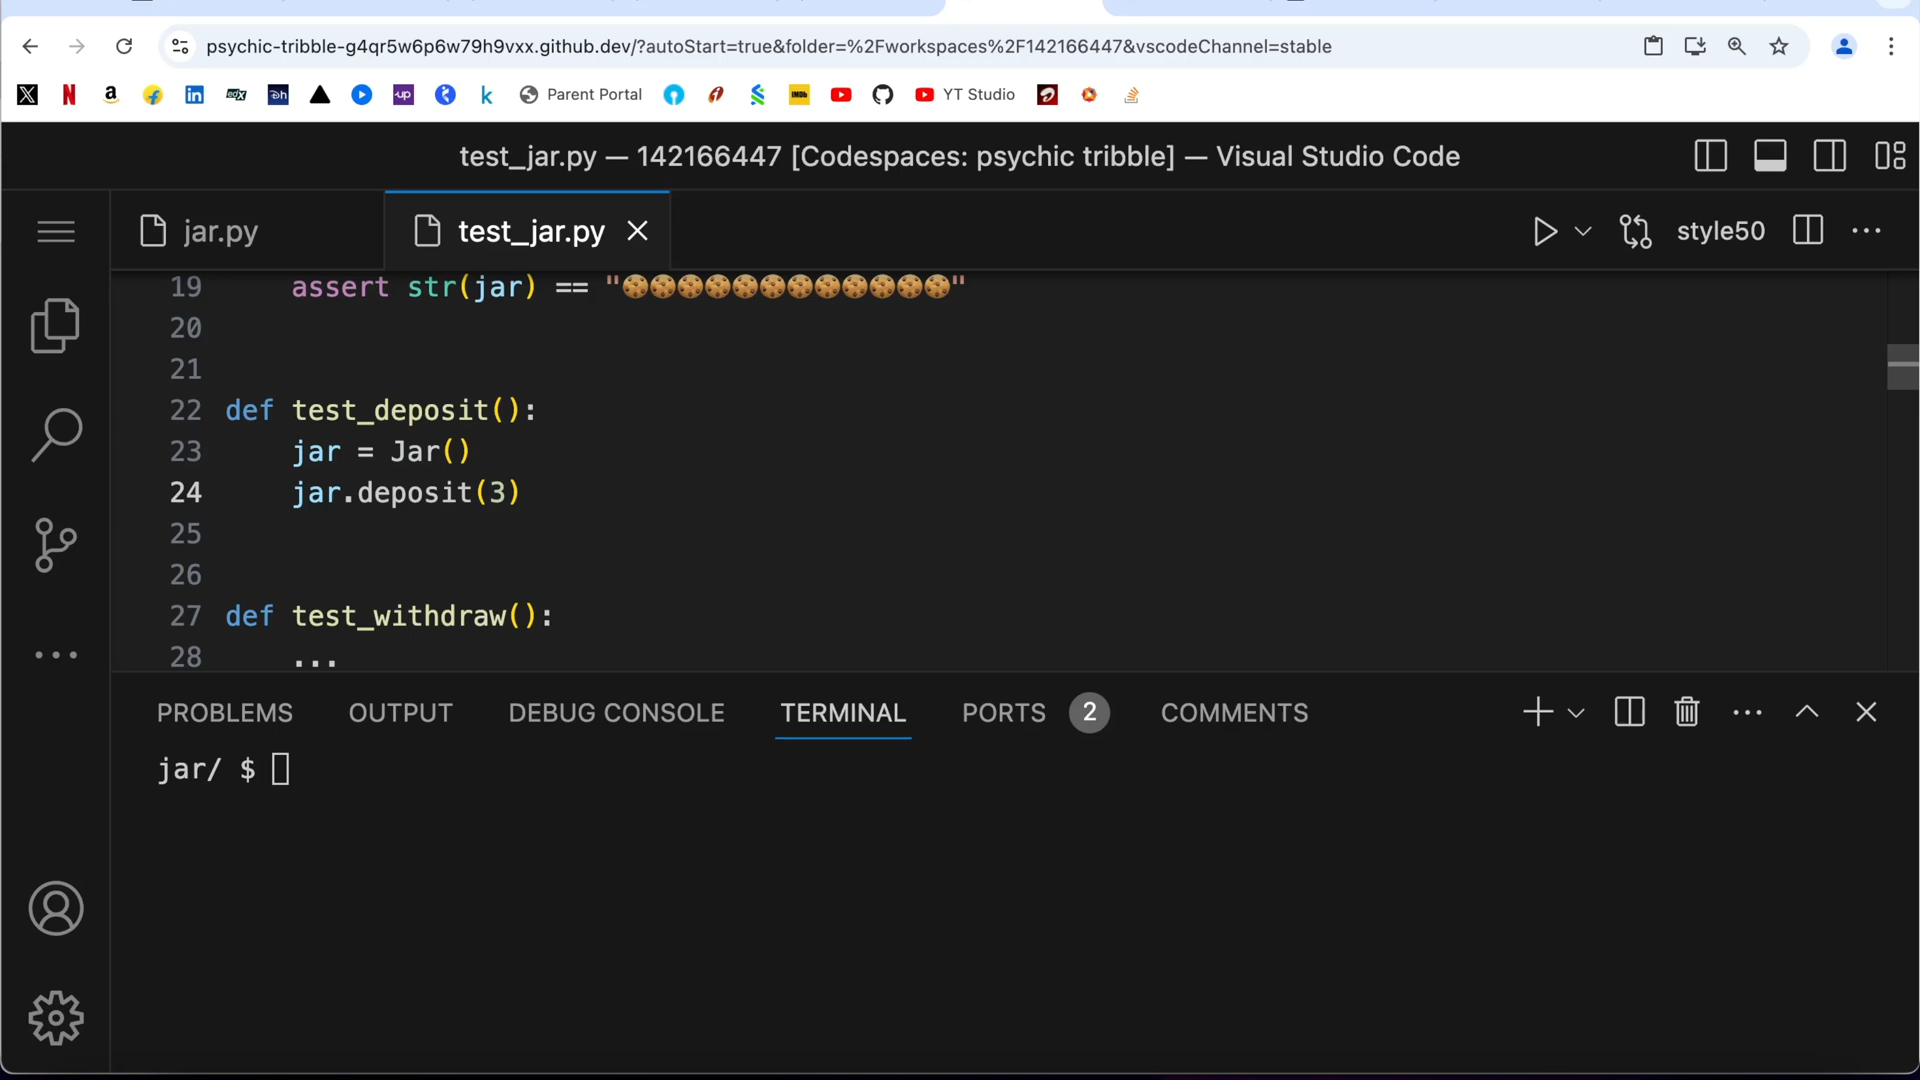 psychic-tribble-g4qr5w6p6w79h9vxx.github.dev/?autoStart=true&folder=%2Fworkspaces%2F142166447&vscodeChannel=stable
Parent Portal YT Studio
test_jar.py — 142166447 [Codespaces: psychic tribble] — Visual Studio Code
jar.py test_jar.py style50
19 assert str(jar) == "🍪🍪🍪🍪🍪🍪🍪🍪🍪🍪🍪🍪"
20
21
22 def test_deposit():
23 jar = Jar()
24 jar.deposit(3)
25
26
27 def test_withdraw():
28 ...
PROBLEMS OUTPUT DEBUG CONSOLE TERMINAL PORTS 2 COMMENTS
jar/ $